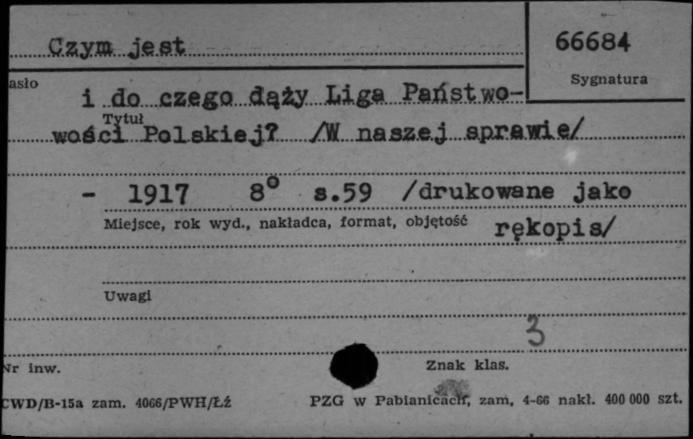 Czym jest
66684
asło
Sygnatura
i do czego dąży Liga Państwo-
Tytuł
wości Polskiej? /W naszej sprawie/
- 1917 8° s.59 /drukowane jako
Miejsce, rok wyd., nakładca, format, objętość
rękopis/
Uwagi
3
Nr inw.
Znak klas.
CWD/B-15a zam. 4066/PWH/Łź
PZG w Pabianicach, zam, 4-66 nakł. 400 000 szt.